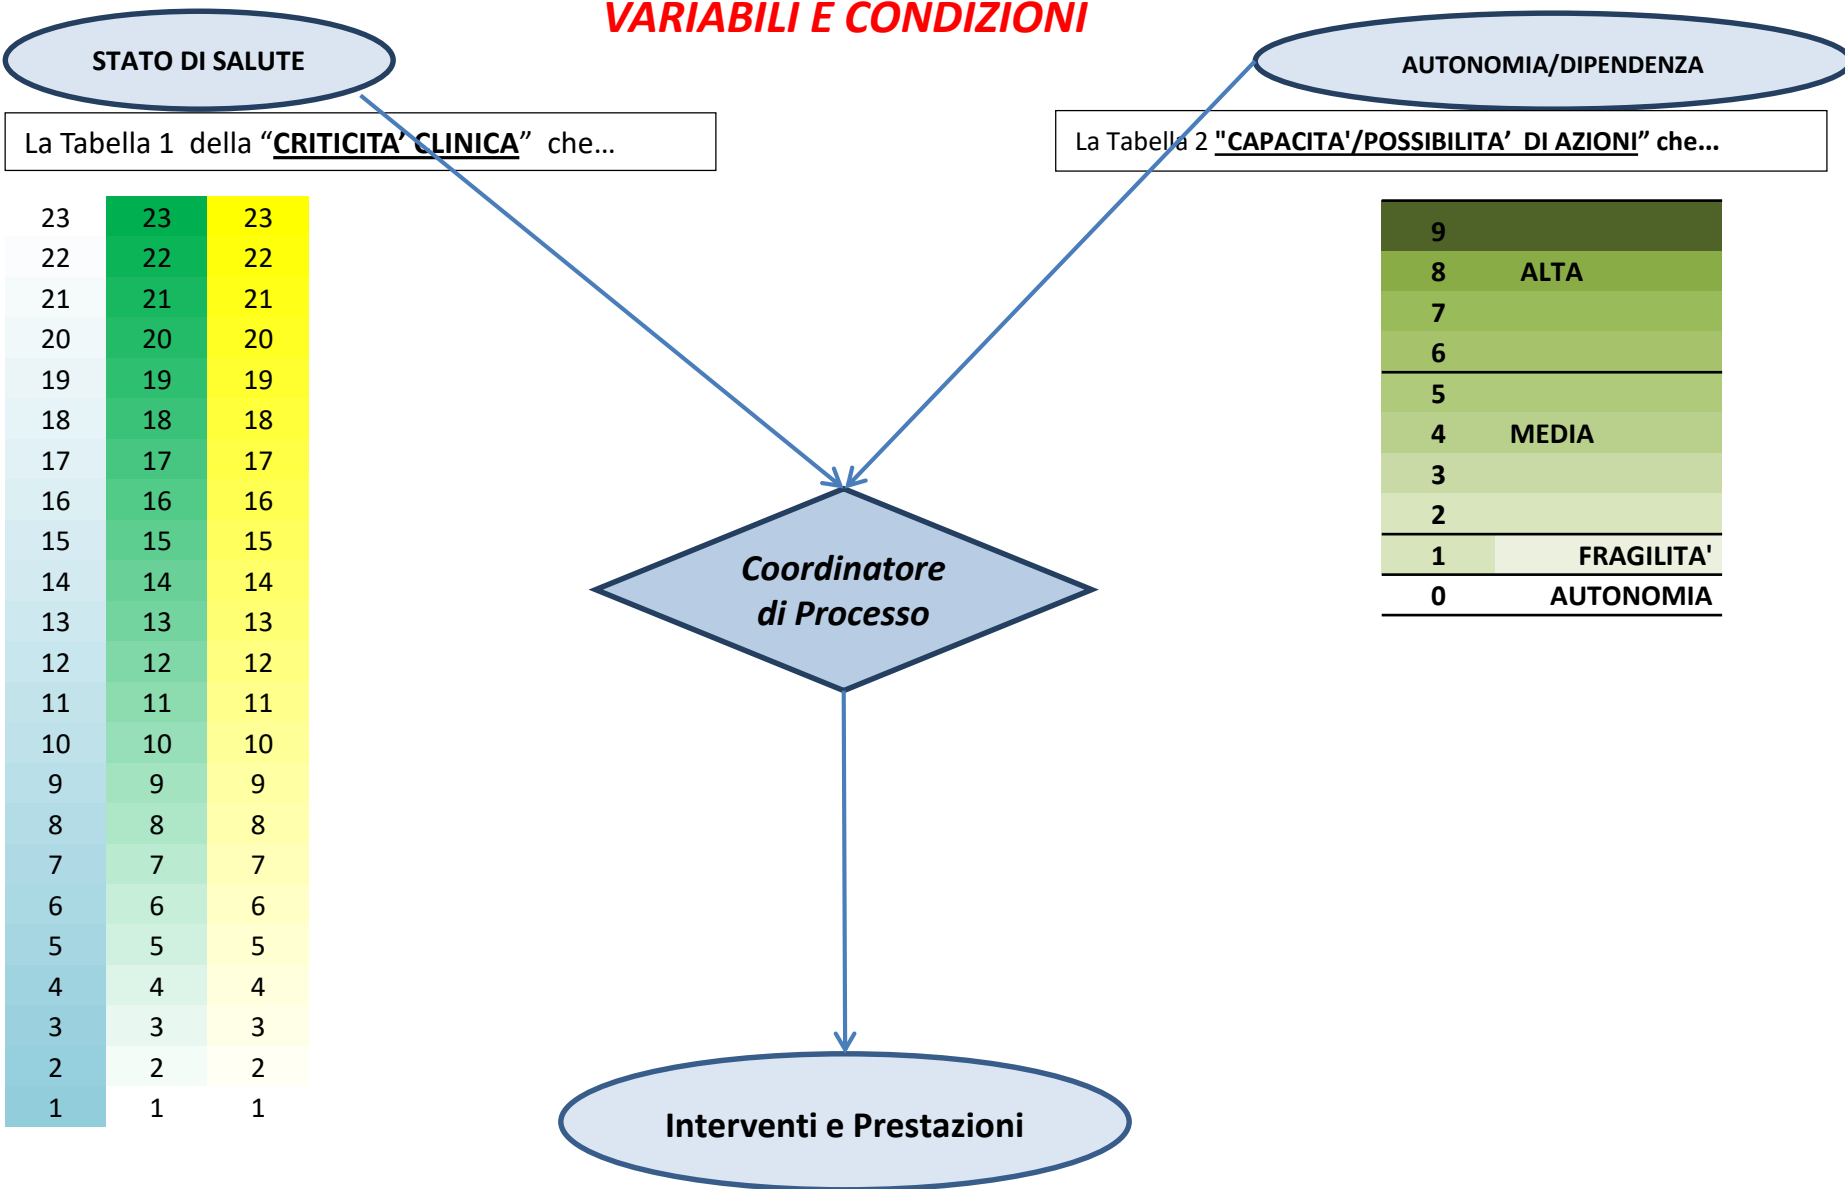 VARIABILI E CONDIZIONI
STATO DI SALUTE
AUTONOMIA/DIPENDENZA
La Tabella 1 della “CRITICITA’ CLINICA” che...
La Tabella 2 "CAPACITA'/POSSIBILITA’ DI AZIONI” che...
23 23 23
22 22 22
21 21 21
20 20 20
19 19 19
18 18 18
17 17 17
16 16 16
15 15 15
14 14 14
13 13 13
12 12 12
11 11 11
10 10 10
9 9 9
8 8 8
7 7 7
6 6 6
5 5 5
4 4 4
3 3 3
2 2 2
1 1 1
9
8 ALTA
7
6
5
4 MEDIA
3
2
1 FRAGILITA'
0 AUTONOMIA
Coordinatore
di Processo
Interventi e Prestazioni